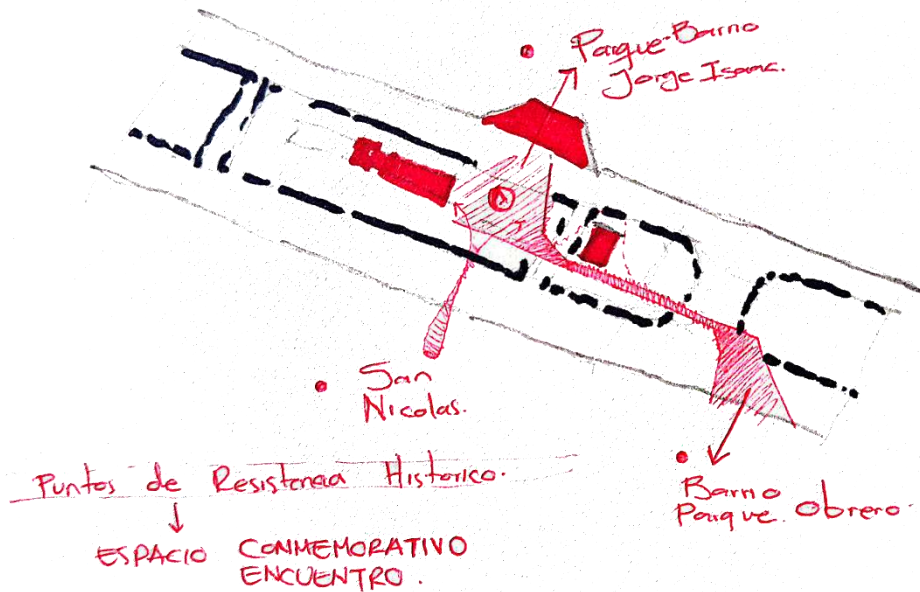 Parque-Barrio
Jorge Isaac.
San
Nicolas.
Puntos de Resistencia Historico.
ESPACIO CONMEMORATIVO
ENCUENTRO.
Barrio
Parque. Obrero.